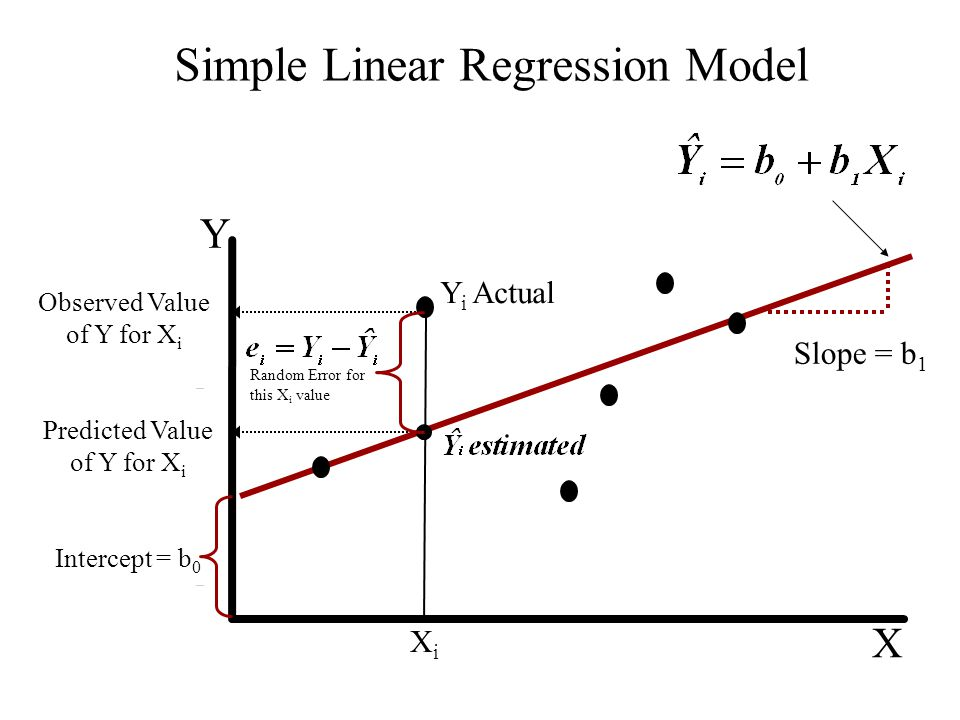 Simple Linear Regression Model
Ŷᵢ = b₀ + b₁Xᵢ
Y
Yᵢ Actual
Observed Value
of Y for Xᵢ
eᵢ = Yᵢ − Ŷᵢ
Random Error for
this Xᵢ value
Slope = b₁
Predicted Value
of Y for Xᵢ
Ŷᵢ estimated
Intercept = b₀
Xᵢ
X